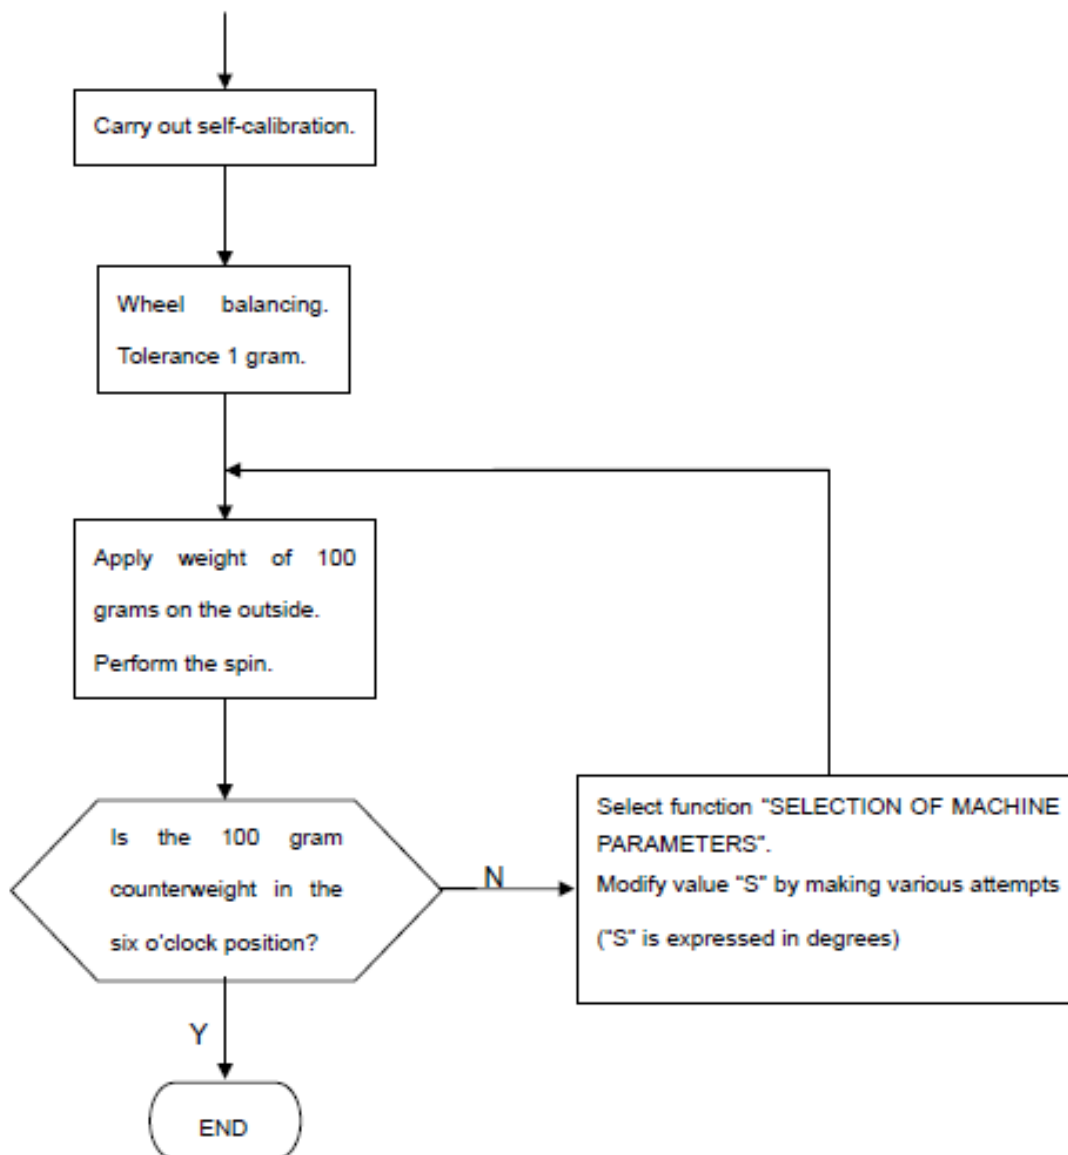 Carry out self-calibration.
Wheel balancing.
Tolerance 1 gram.
Apply weight of 100
grams on the outside.
Perform the spin.
Is the 100 gram
counterweight in the
six o'clock position?
N
Select function "SELECTION OF MACHINE
PARAMETERS".
Modify value "S" by making various attempts
("S" is expressed in degrees)
Y
END